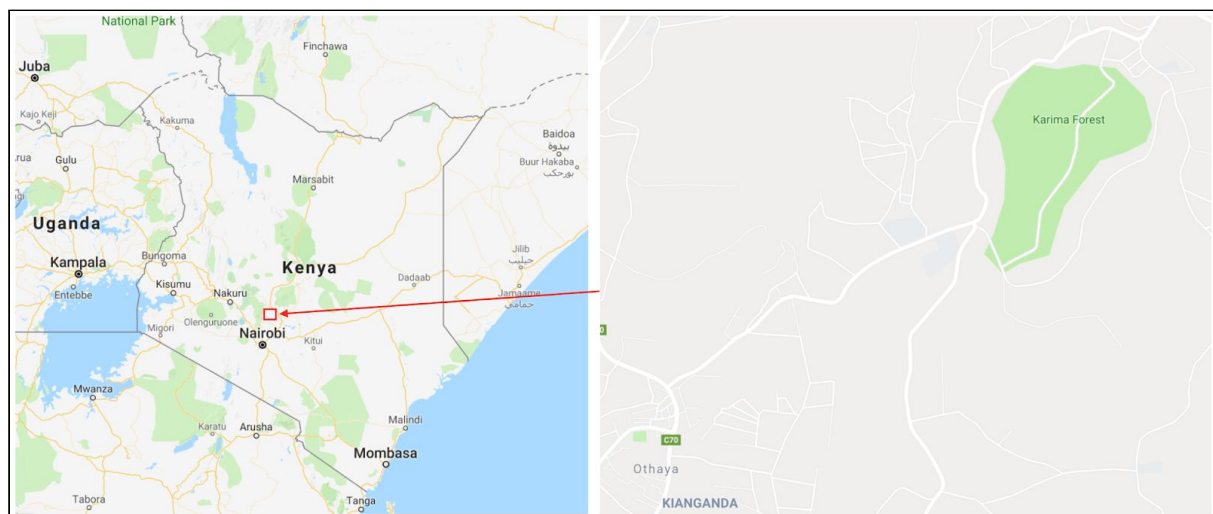 National Park
Finchawa
Juba
Kajo Keji
Kakuma
Baidoa
بيدوة
Buur Hakaba
بورحكب
Arua
Gulu
Marsabit
Uganda
Bungoma
Kenya
Jilib
جيليب
Kampala
Entebbe
Kisumu
Nakuru
Dadaab
Jamaame
جمامي
Migori
Olenguruone
Nairobi
Kitui
Mwanza
Karatu
Arusha
Malindi
Mombasa
Tabora
Tanga
Karima Forest
C70
Othaya
KIANGANDA